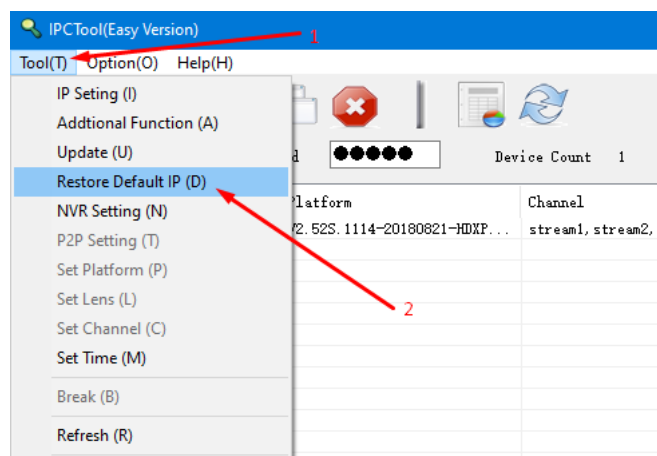 IPCTool(Easy Version)
1
Tool(T) Option(O) Help(H)
IP Seting (I)
Addtional Function (A)
Update (U)
d ●●●●● Device Count 1
Restore Default IP (D)
Platform Channel
NVR Setting (N)
V2.52S.1114-20180821-HDXP... stream1, stream2,
P2P Setting (T)
Set Platform (P)
Set Lens (L)
2
Set Channel (C)
Set Time (M)
Break (B)
Refresh (R)